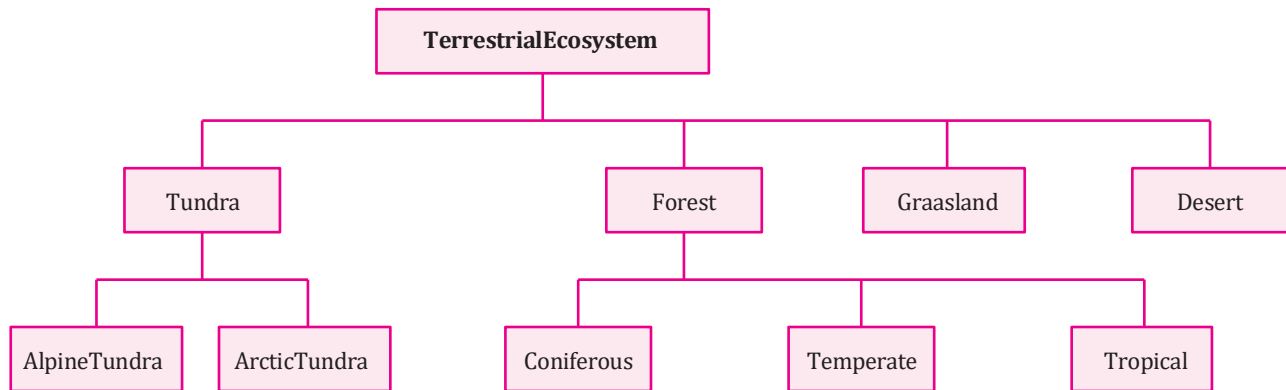 TerrestrialEcosystem
Tundra
Forest
Graasland
Desert
AlpineTundra
ArcticTundra
Coniferous
Temperate
Tropical